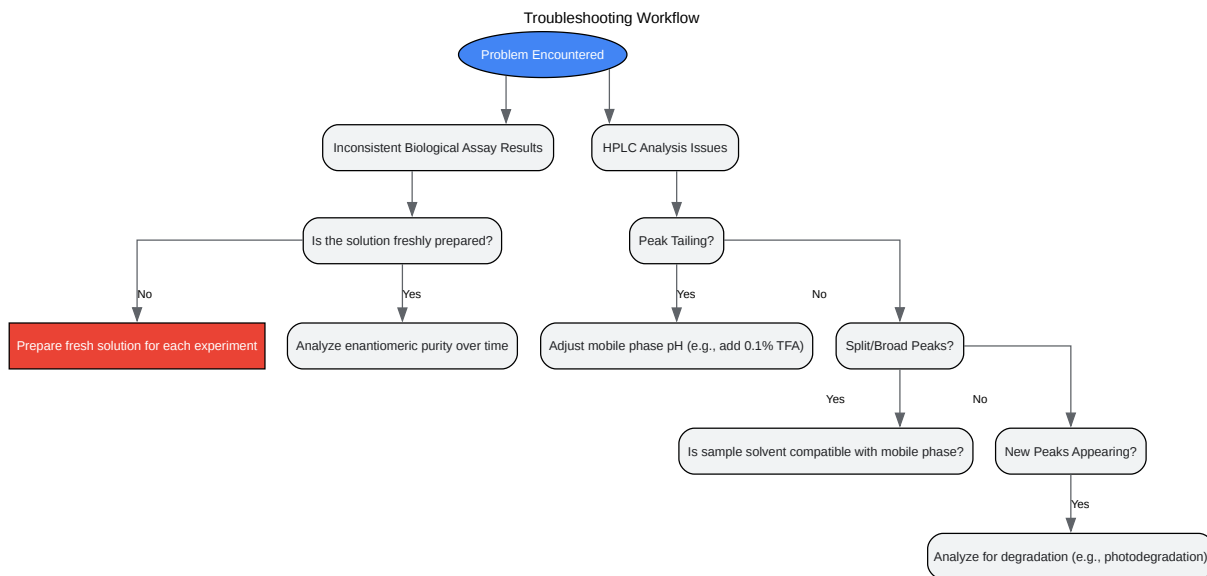 Troubleshooting Workflow
Problem Encountered
Inconsistent Biological Assay Results
HPLC Analysis Issues
Is the solution freshly prepared?
Peak Tailing?
No
Yes
Yes
No
Prepare fresh solution for each experiment
Analyze enantiomeric purity over time
Adjust mobile phase pH (e.g., add 0.1% TFA)
Split/Broad Peaks?
Yes
No
Is sample solvent compatible with mobile phase?
New Peaks Appearing?
Yes
Analyze for degradation (e.g., photodegradation)